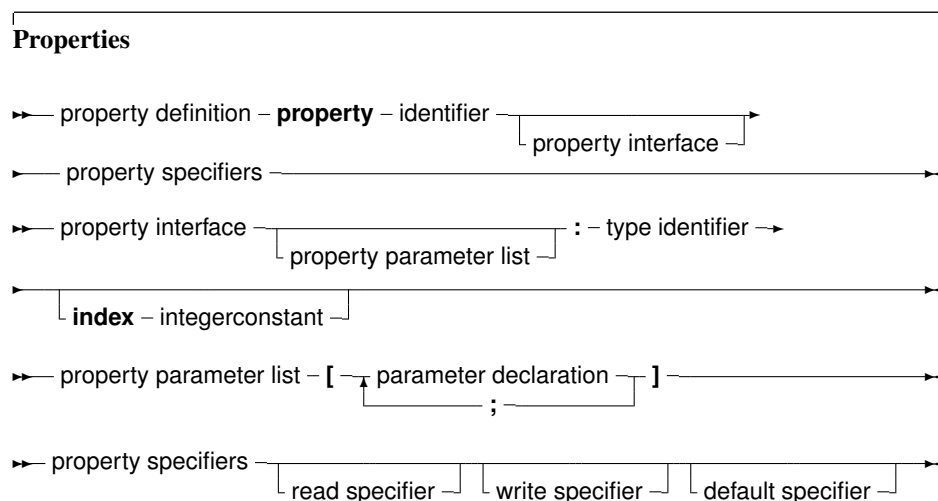 Properties
property definition – property – identifier
property interface
property specifiers
property interface : – type identifier
property parameter list
index – integerconstant
property parameter list – [ parameter declaration ]
;
property specifiers
read specifier write specifier default specifier